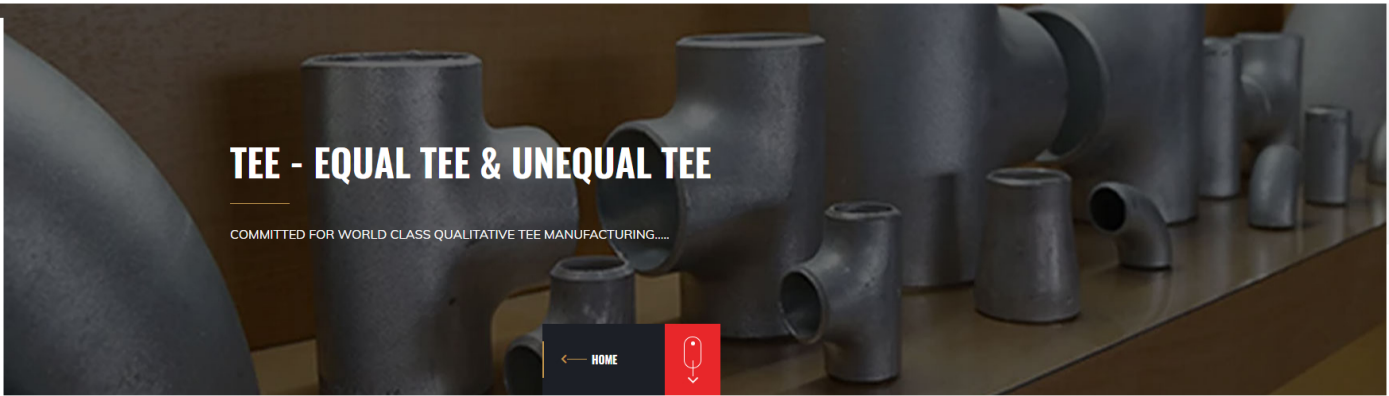 TEE - EQUAL TEE & UNEQUAL TEE
COMMITTED FOR WORLD CLASS QUALITATIVE TEE MANUFACTURING.....
HOME